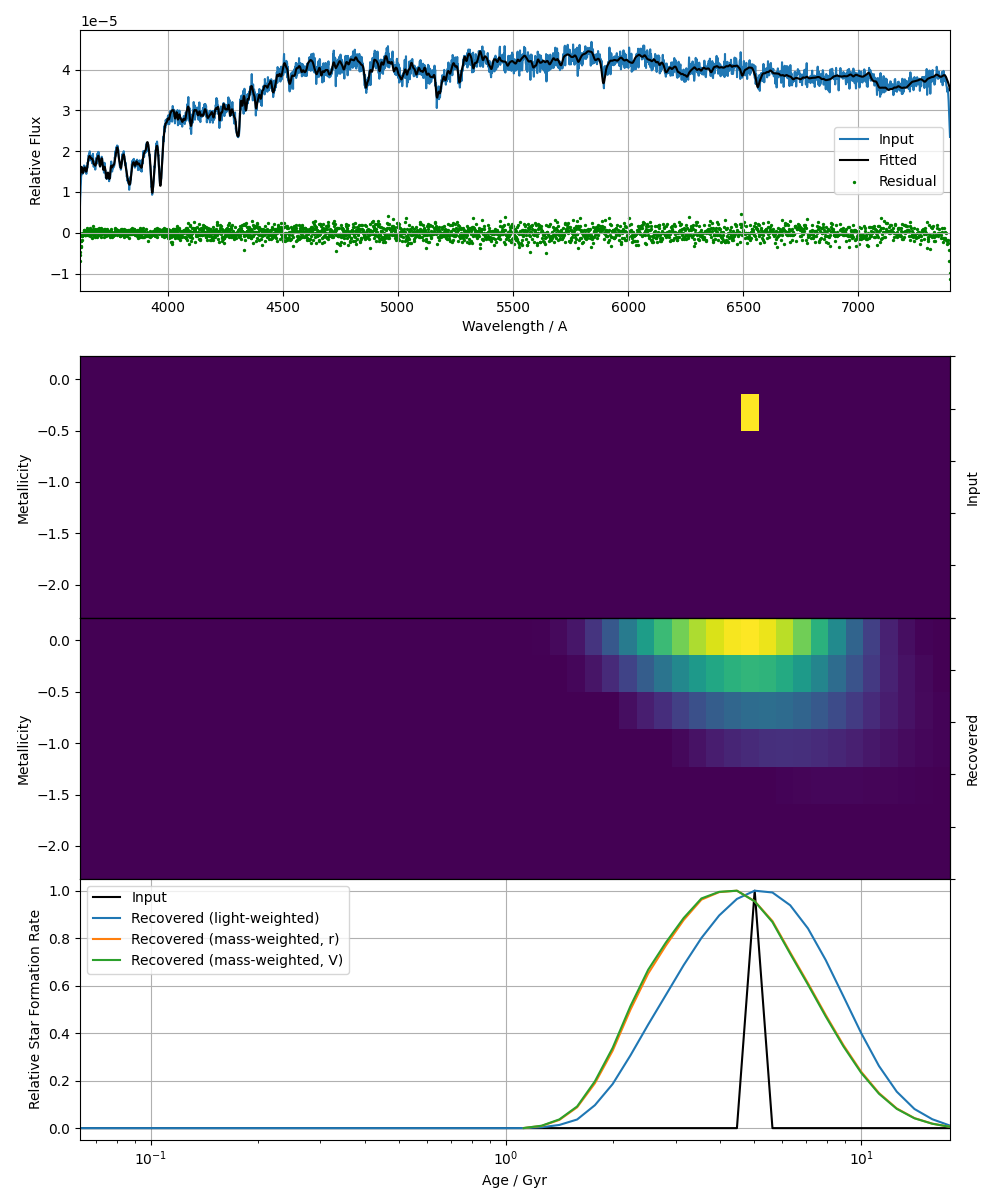 1e−5
4
3
2
1
0
−1
Relative Flux
Input
Fitted
Residual
4000 4500 5000 5500 6000 6500 7000
Wavelength / A
0.0
−0.5
−1.0
−1.5
−2.0
Metallicity
Input
0.0
−0.5
−1.0
−1.5
−2.0
Metallicity
Recovered
1.0
0.8
0.6
0.4
0.2
0.0
Relative Star Formation Rate
Input
Recovered (light-weighted)
Recovered (mass-weighted, r)
Recovered (mass-weighted, V)
10⁻¹ 10⁰ 10¹
Age / Gyr